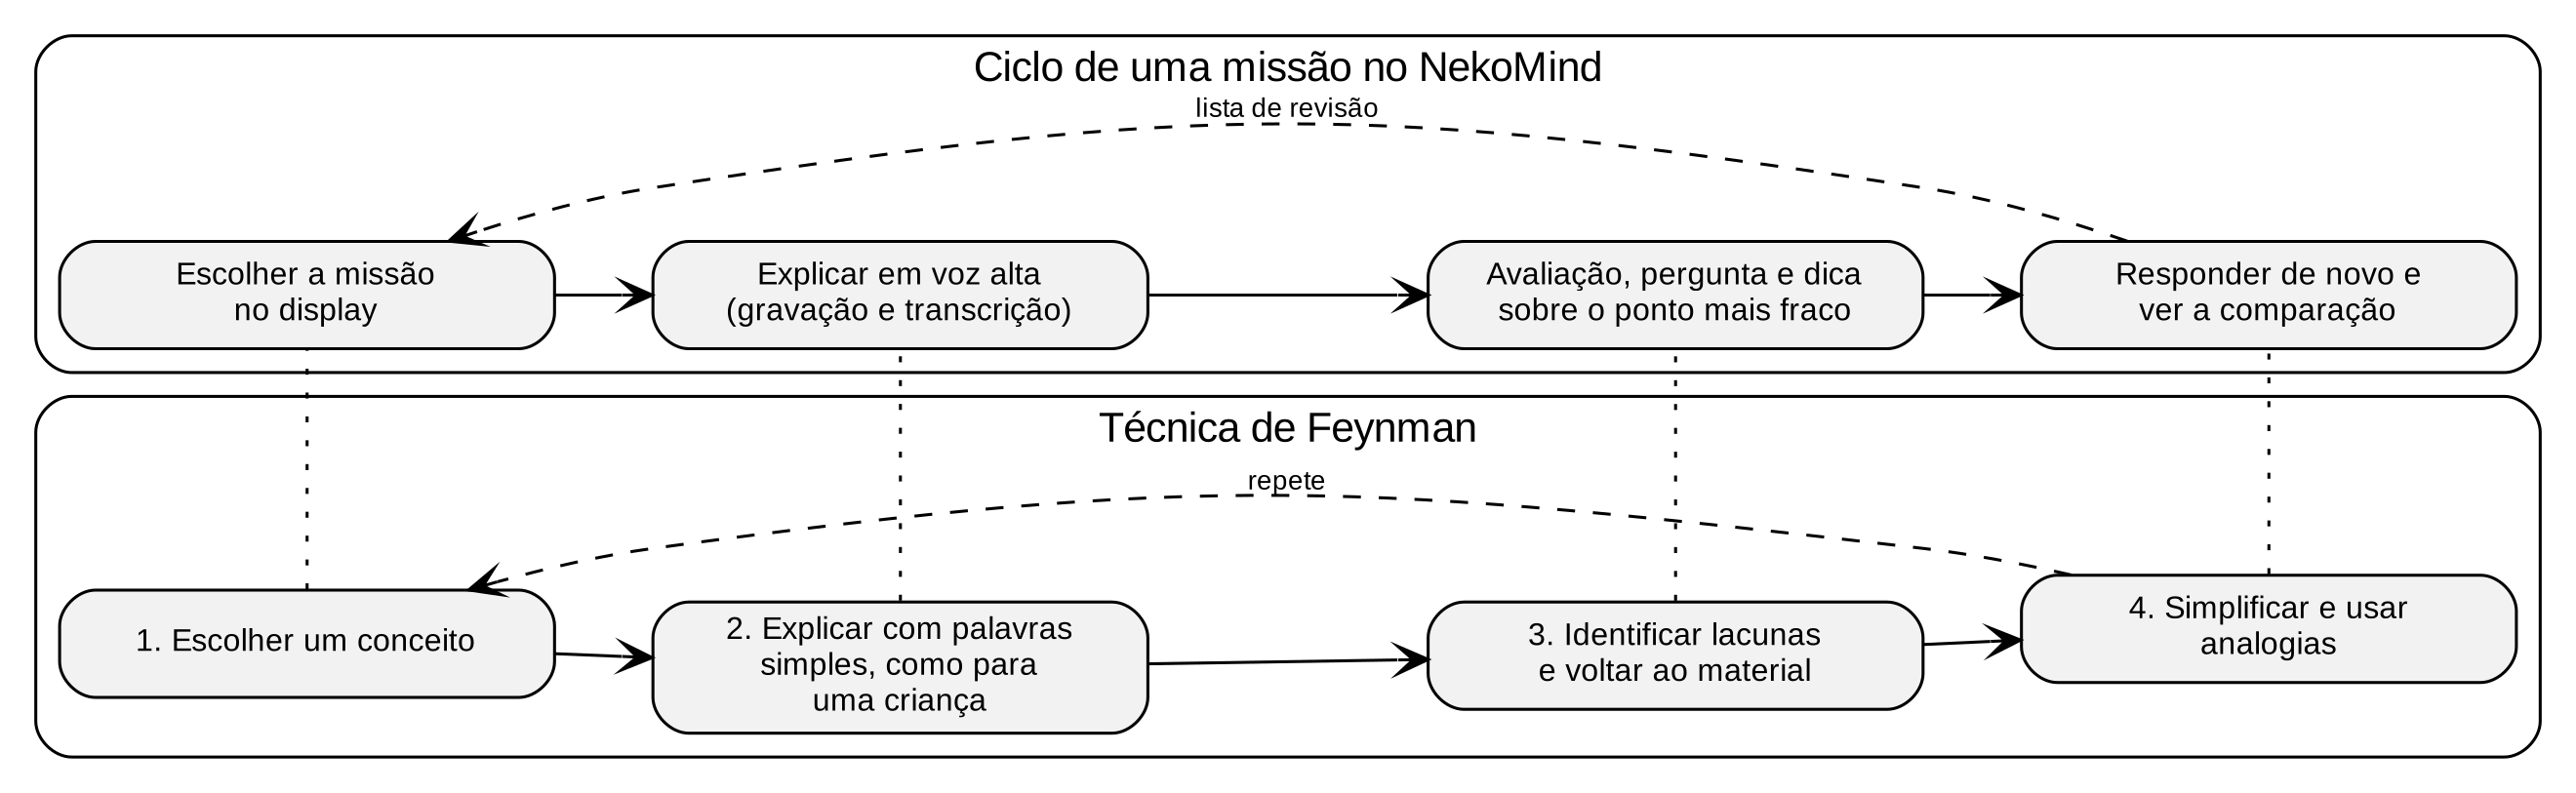 Ciclo de uma missão no NekoMind
lista de revisão
Escolher a missão
no display
Explicar em voz alta
(gravação e transcrição)
Avaliação, pergunta e dica
sobre o ponto mais fraco
Responder de novo e
ver a comparação
Técnica de Feynman
repete
1. Escolher um conceito
2. Explicar com palavras
simples, como para
uma criança
3. Identificar lacunas
e voltar ao material
4. Simplificar e usar
analogias